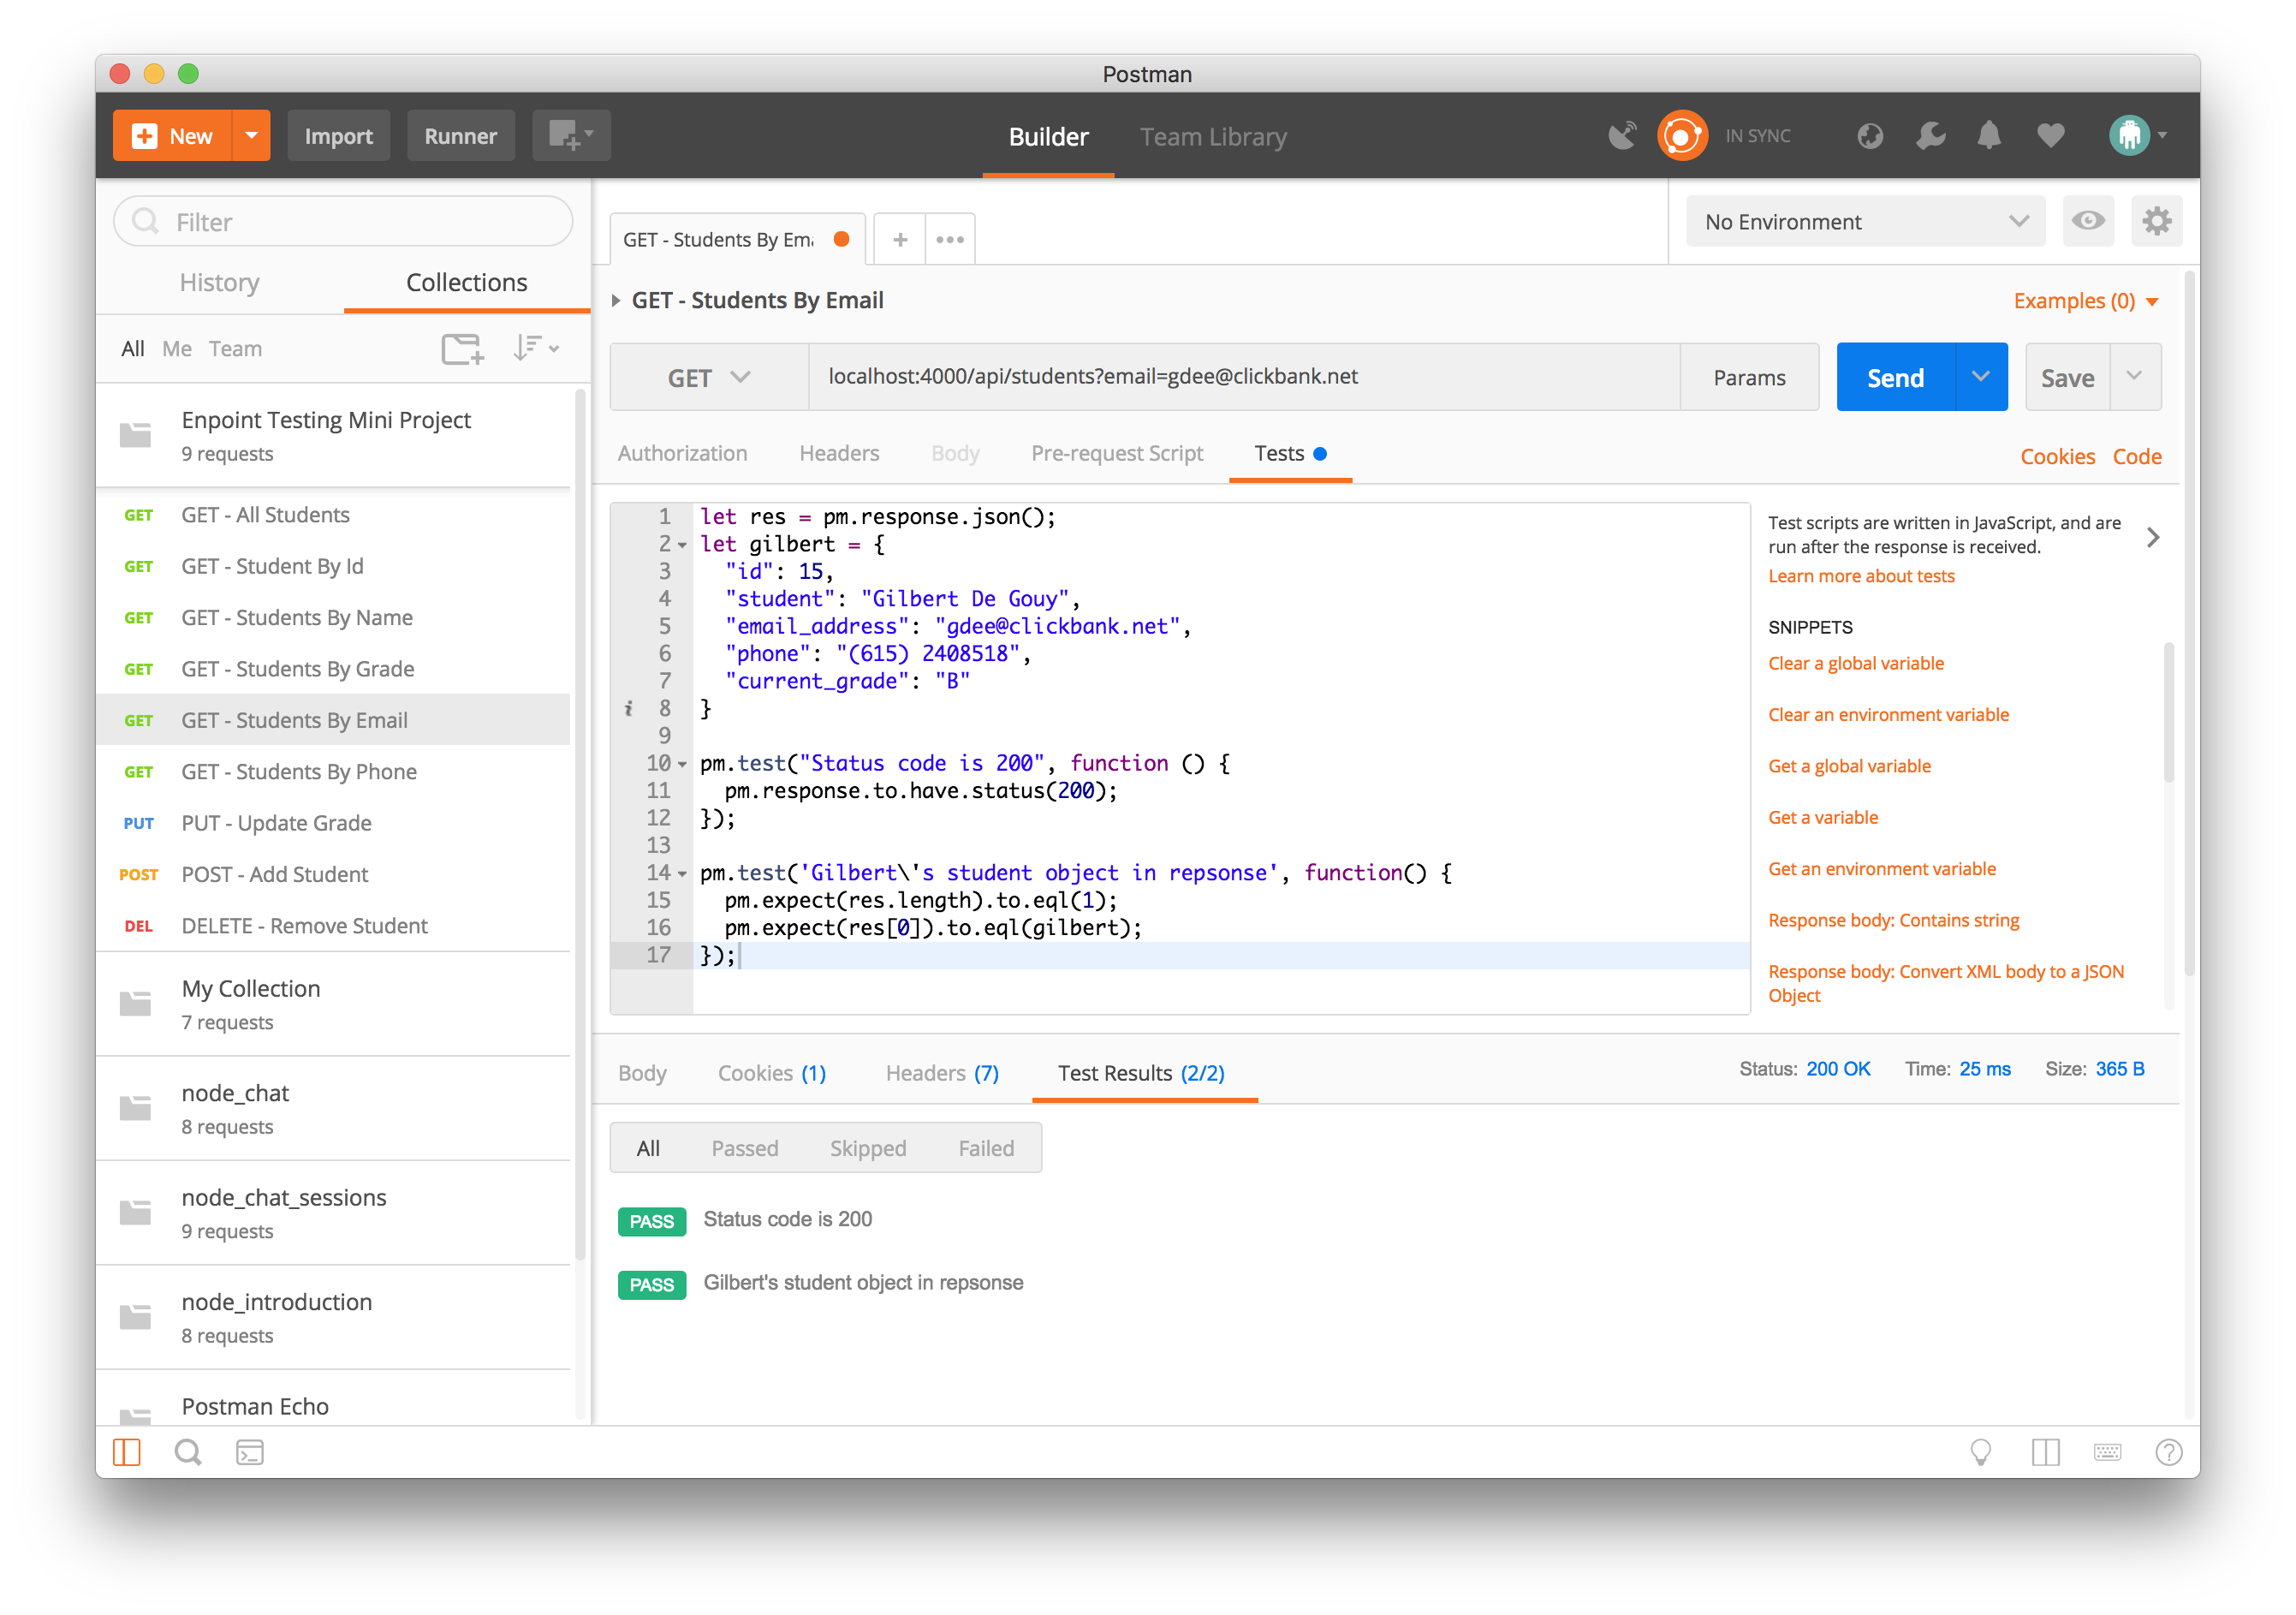 Postman
New
Import
Runner
Builder
Team Library
IN SYNC
Filter
History
Collections
All Me Team
Enpoint Testing Mini Project
9 requests
GET GET - All Students
GET GET - Student By Id
GET GET - Students By Name
GET GET - Students By Grade
GET GET - Students By Email
GET GET - Students By Phone
PUT PUT - Update Grade
POST POST - Add Student
DEL DELETE - Remove Student
My Collection
7 requests
node_chat
8 requests
node_chat_sessions
9 requests
node_introduction
8 requests
Postman Echo
GET - Students By Em
No Environment
GET - Students By Email
Examples (0)
GET
localhost:4000/api/students?email=gdee@clickbank.net
Params
Send
Save
Authorization
Headers
Body
Pre-request Script
Tests
Cookies Code
1 let res = pm.response.json();
2 let gilbert = {
3 "id": 15,
4 "student": "Gilbert De Gouy",
5 "email_address": "gdee@clickbank.net",
6 "phone": "(615) 2408518",
7 "current_grade": "B"
i 8 }
9
10 pm.test("Status code is 200", function () {
11 pm.response.to.have.status(200);
12 });
13
14 pm.test('Gilbert\'s student object in repsonse', function() {
15 pm.expect(res.length).to.eql(1);
16 pm.expect(res[0]).to.eql(gilbert);
17 });
Test scripts are written in JavaScript, and are
run after the response is received.
Learn more about tests
SNIPPETS
Clear a global variable
Clear an environment variable
Get a global variable
Get a variable
Get an environment variable
Response body: Contains string
Response body: Convert XML body to a JSON
Object
Body
Cookies (1)
Headers (7)
Test Results (2/2)
Status: 200 OK
Time: 25 ms
Size: 365 B
All
Passed
Skipped
Failed
PASS Status code is 200
PASS Gilbert's student object in repsonse